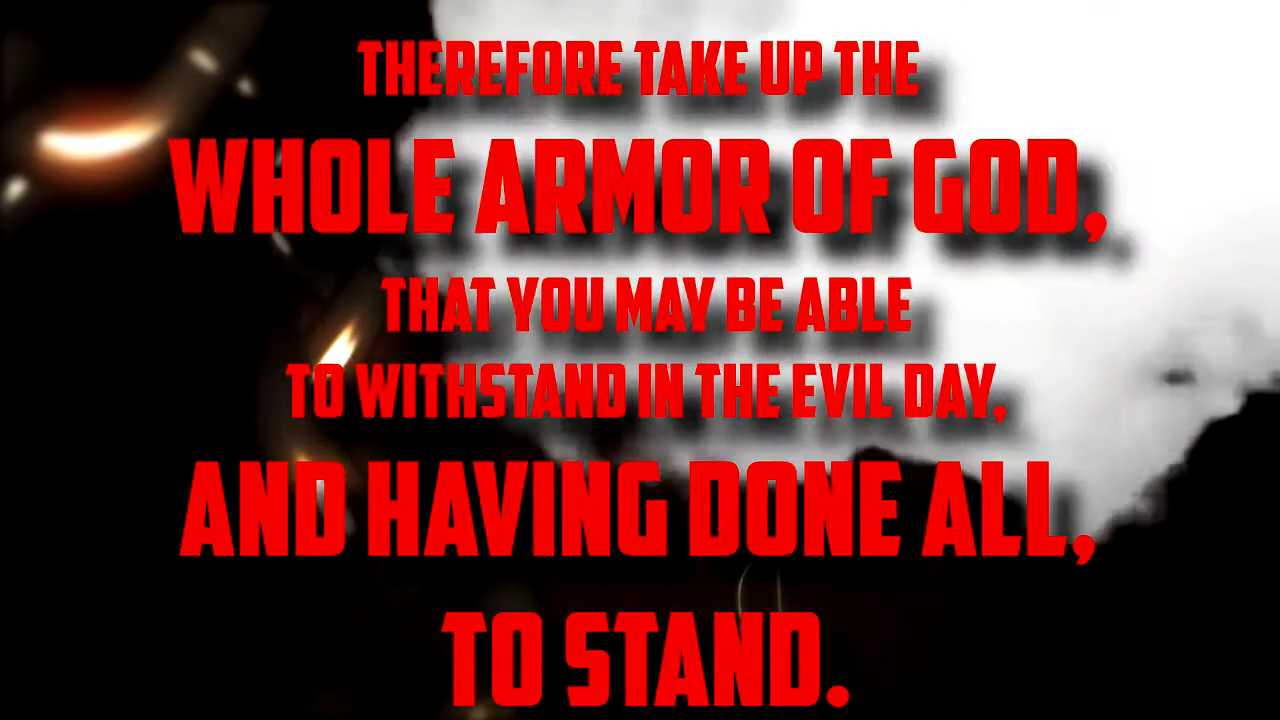 THEREFORE TAKE UP THE
WHOLE ARMOR OF GOD,
THAT YOU MAY BE ABLE
TO WITHSTAND IN THE EVIL DAY,
AND HAVING DONE ALL,
TO STAND.